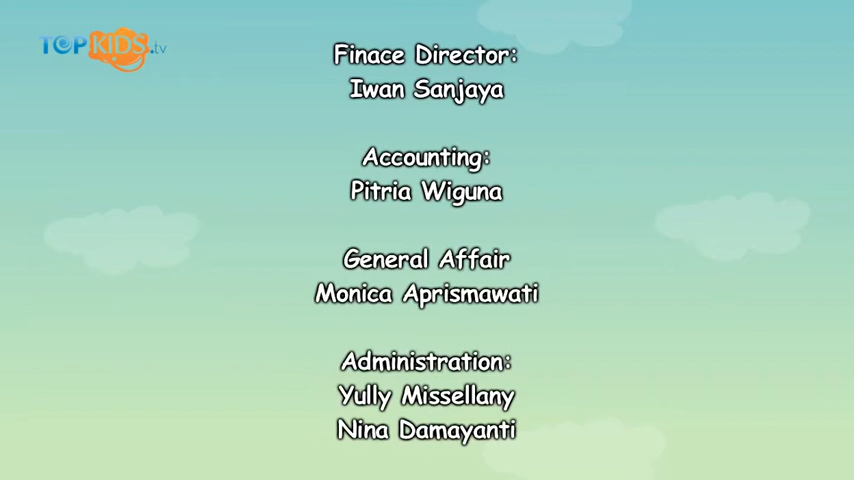 TOPKIDS.tv
Finace Director:
Iwan Sanjaya
Accounting:
Pitria Wiguna
General Affair
Monica Aprismawati
Administration:
Yully Missellany
Nina Damayanti